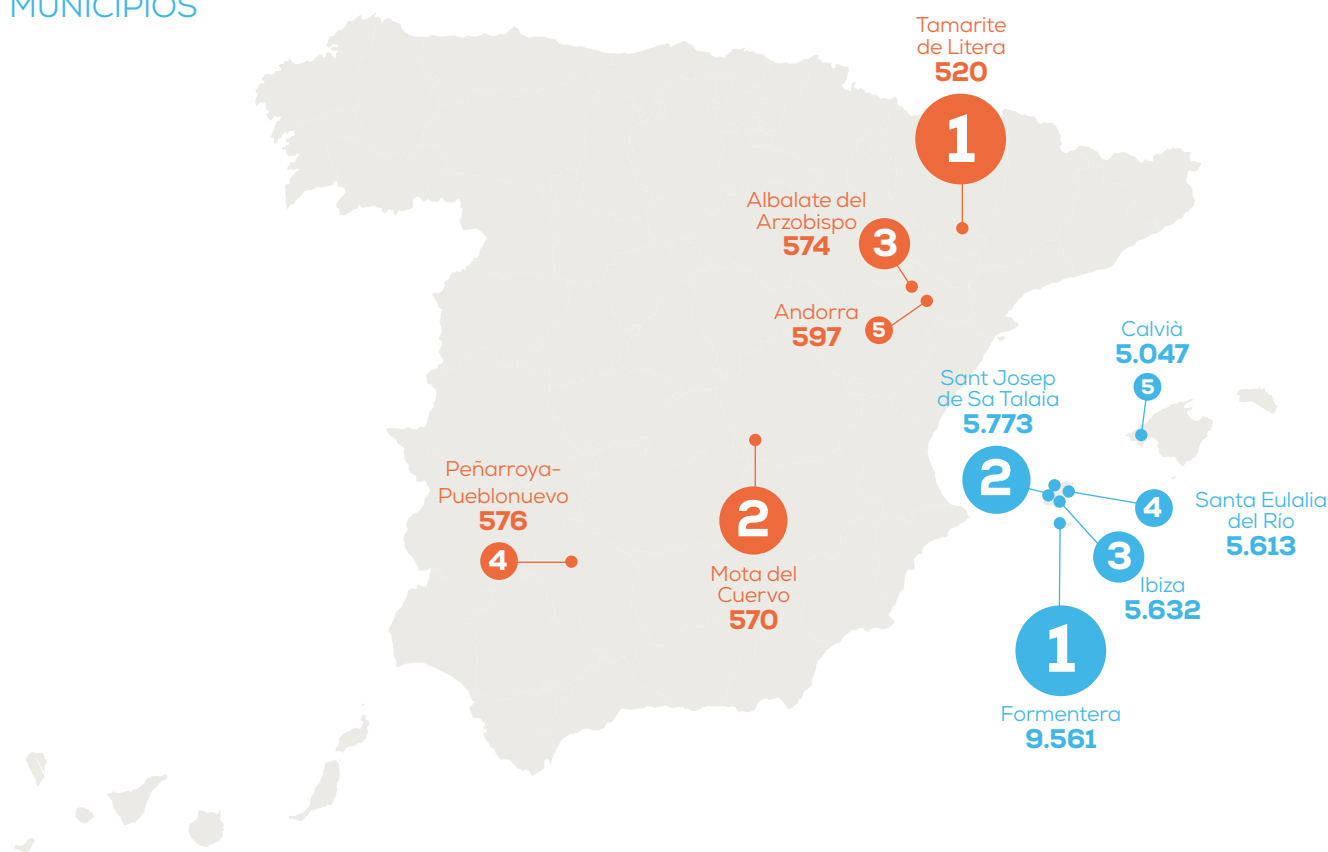 MUNICIPIOS
Tamarite
de Litera
520
1
Albalate del
Arzobispo
574
3
Andorra
597
5
Calvià
5.047
5
Sant Josep
de Sa Talaia
5.773
2
Peñarroya-
Pueblonuevo
576
4
2
Mota del
Cuervo
570
4
Santa Eulalia
del Río
5.613
3
Ibiza
5.632
1
Formentera
9.561